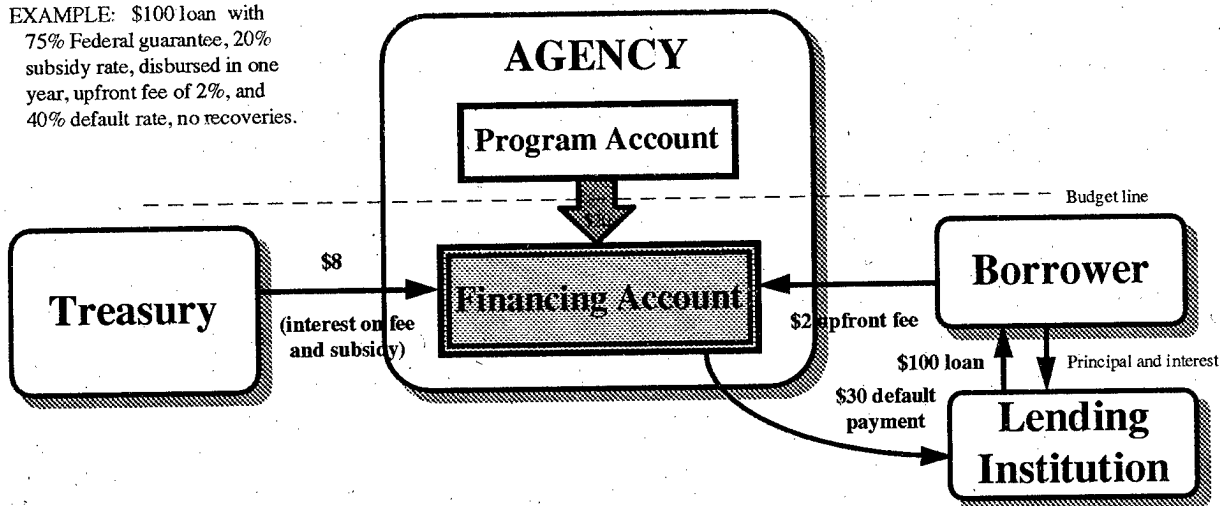 EXAMPLE: $100 loan with
75% Federal guarantee, 20%
subsidy rate, disbursed in one
year, upfront fee of 2%, and
40% default rate, no recoveries.
AGENCY
Program Account
Budget line
Treasury
$8
(interest on fee
and subsidy)
Financing Account
Borrower
$2 upfront fee
$100 loan
Principal and interest
$30 default
payment
Lending
Institution